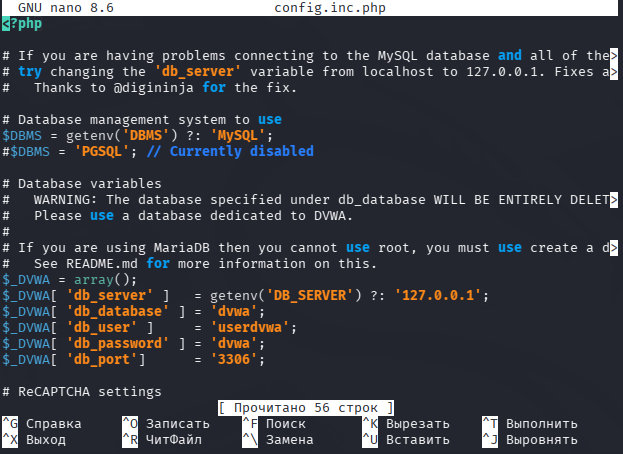 GNU nano 8.6                    config.inc.php
<?php

# If you are having problems connecting to the MySQL database and all of the>
# try changing the 'db_server' variable from localhost to 127.0.0.1. Fixes a>
#   Thanks to @digininja for the fix.

# Database management system to use
$DBMS = getenv('DBMS') ?: 'MySQL';
#$DBMS = 'PGSQL'; // Currently disabled

# Database variables
#   WARNING: The database specified under db_database WILL BE ENTIRELY DELET>
#   Please use a database dedicated to DVWA.
#
# If you are using MariaDB then you cannot use root, you must use create a d>
#   See README.md for more information on this.
$_DVWA = array();
$_DVWA[ 'db_server' ]   = getenv('DB_SERVER') ?: '127.0.0.1';
$_DVWA[ 'db_database' ] = 'dvwa';
$_DVWA[ 'db_user' ]     = 'userdvwa';
$_DVWA[ 'db_password' ] = 'dvwa';
$_DVWA[ 'db_port']      = '3306';

# ReCAPTCHA settings
[ Прочитано 56 строк ]
^G Справка    ^O Записать   ^F Поиск      ^K Вырезать   ^T Выполнить
^X Выход      ^R ЧитФайл    ^\ Замена     ^U Вставить   ^J Выровнять